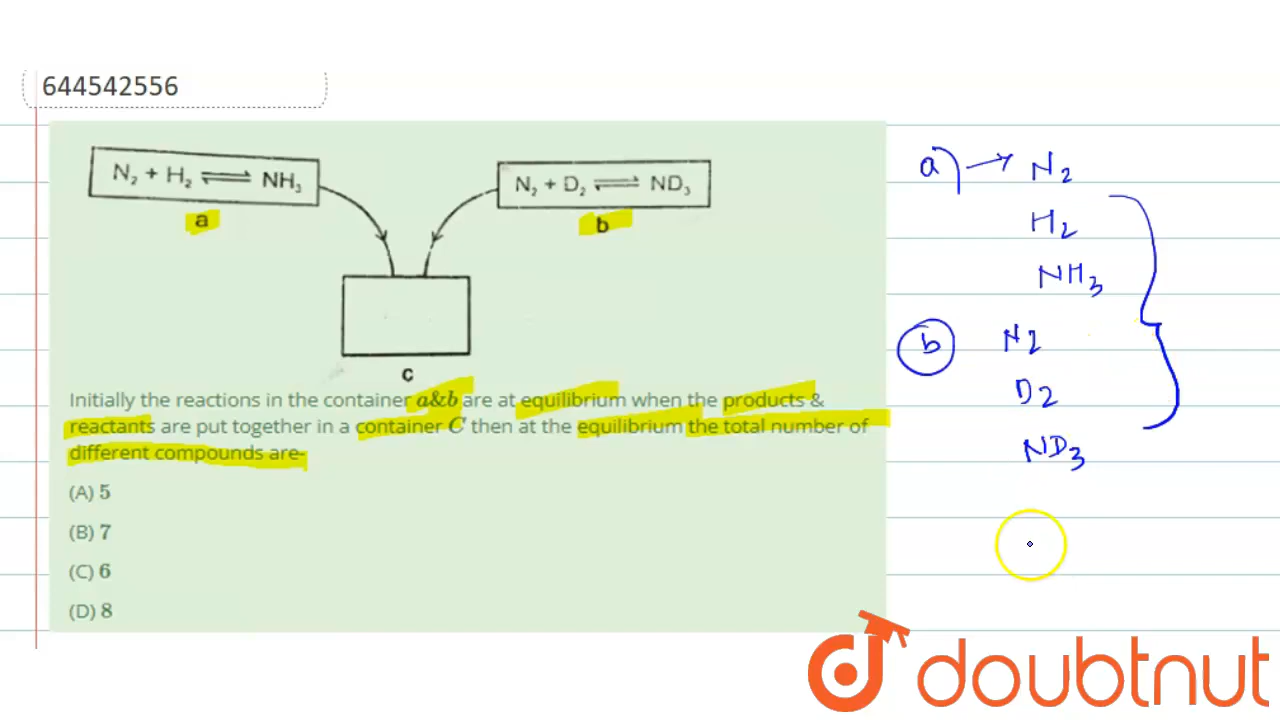 644542556
N₂ + H₂ ⇌ NH₃
a
N₂ + D₂ ⇌ ND₃
b
c
Initially the reactions in the container a&b are at equilibrium when the products &
reactants are put together in a container C then at the equilibrium the total number of
different compounds are-
(A) 5
(B) 7
(C) 6
(D) 8
a) → N₂
H₂
NH₃
b N₂
D₂
ND₃
doubtnut